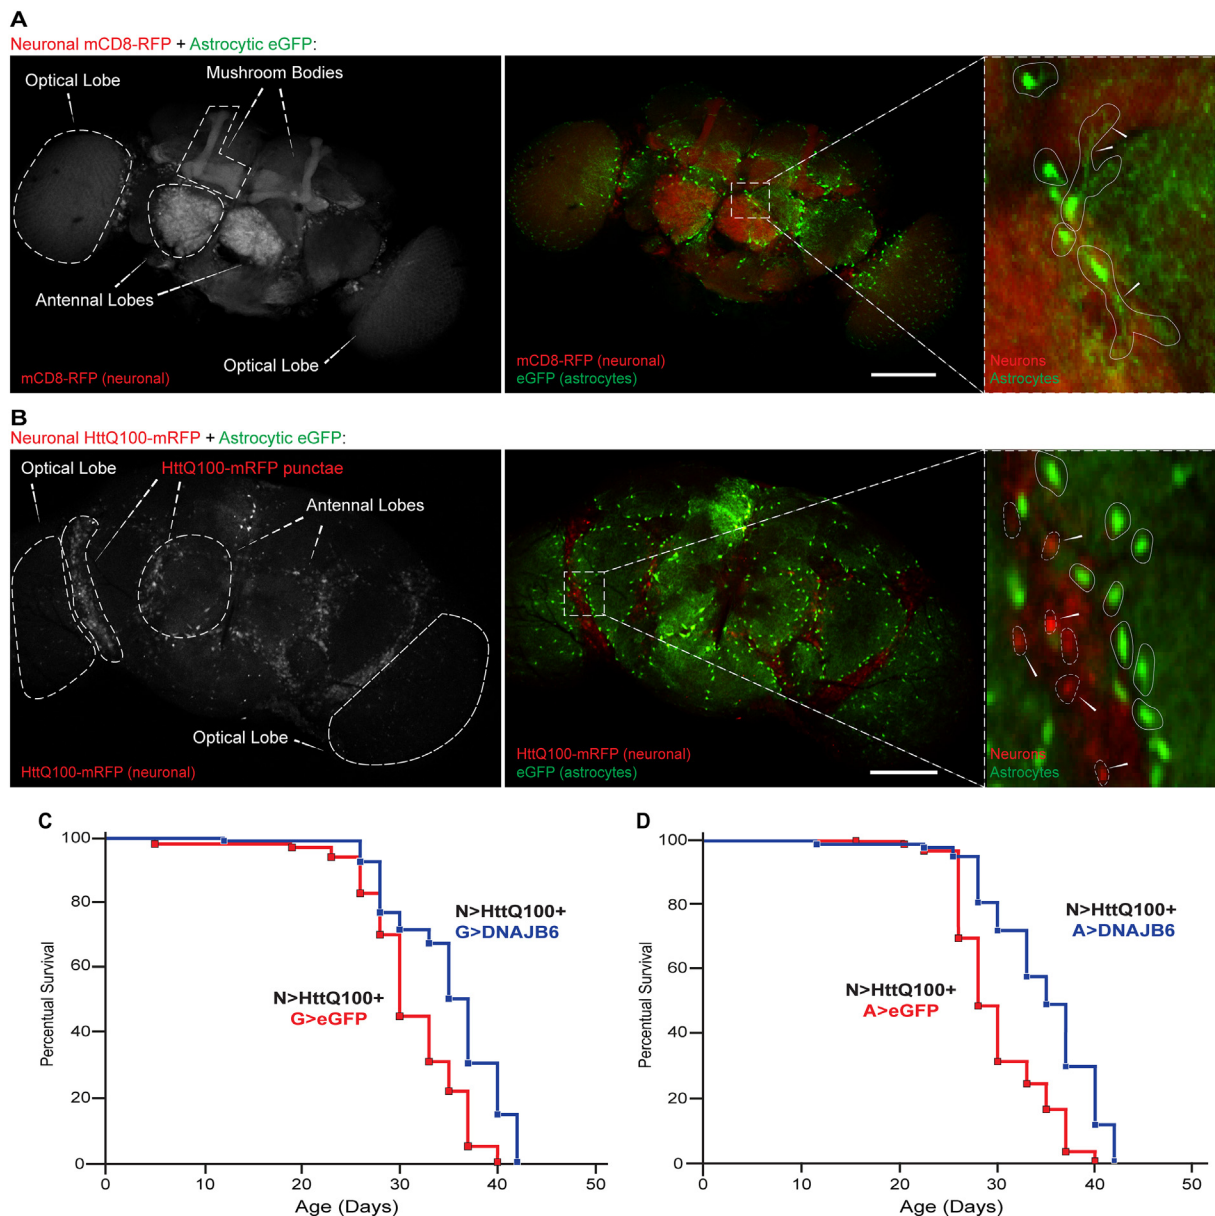 A
Neuronal mCD8-RFP + Astrocytic eGFP:
Optical Lobe
Mushroom Bodies
Antennal Lobes
Optical Lobe
mCD8-RFP (neuronal)
mCD8-RFP (neuronal)
eGFP (astrocytes)
Neurons
Astrocytes
B
Neuronal HttQ100-mRFP + Astrocytic eGFP:
Optical Lobe
HttQ100-mRFP punctae
Antennal Lobes
Optical Lobe
HttQ100-mRFP (neuronal)
HttQ100-mRFP (neuronal)
eGFP (astrocytes)
Neurons
Astrocytes
C
Percentual Survival
100
80
60
40
20
0
N>HttQ100+
G>DNAJB6
N>HttQ100+
G>eGFP
0 10 20 30 40 50
Age (Days)
D
Percentual Survival
100
80
60
40
20
0
N>HttQ100+
A>DNAJB6
N>HttQ100+
A>eGFP
0 10 20 30 40 50
Age (Days)